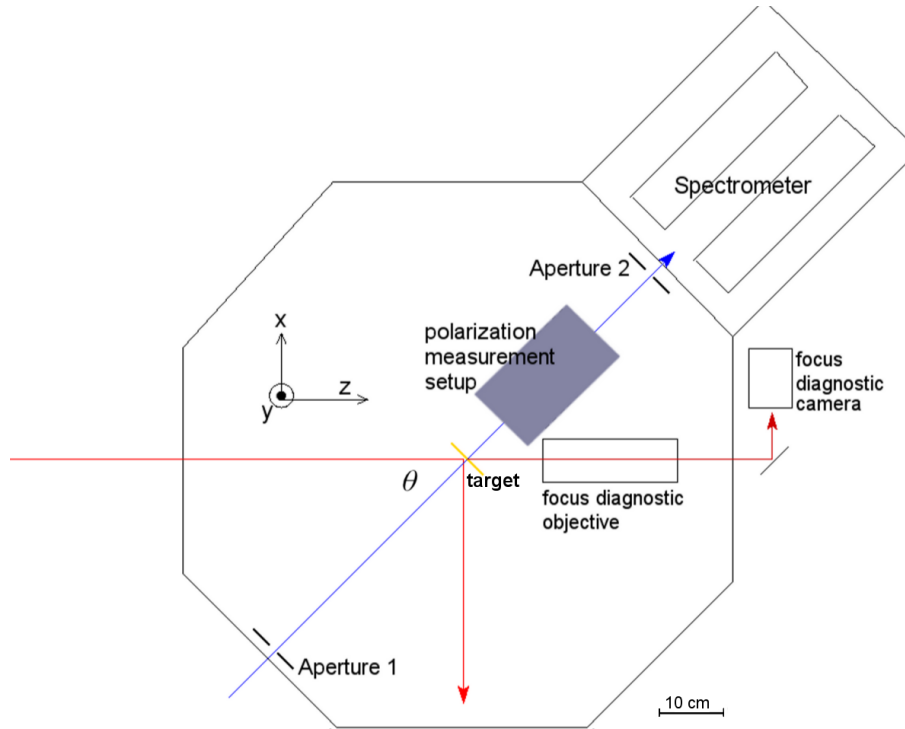 Spectrometer
Aperture 2
polarization
measurement
setup
x
z
y
focus
diagnostic
camera
θ
target
focus diagnostic
objective
Aperture 1
10 cm